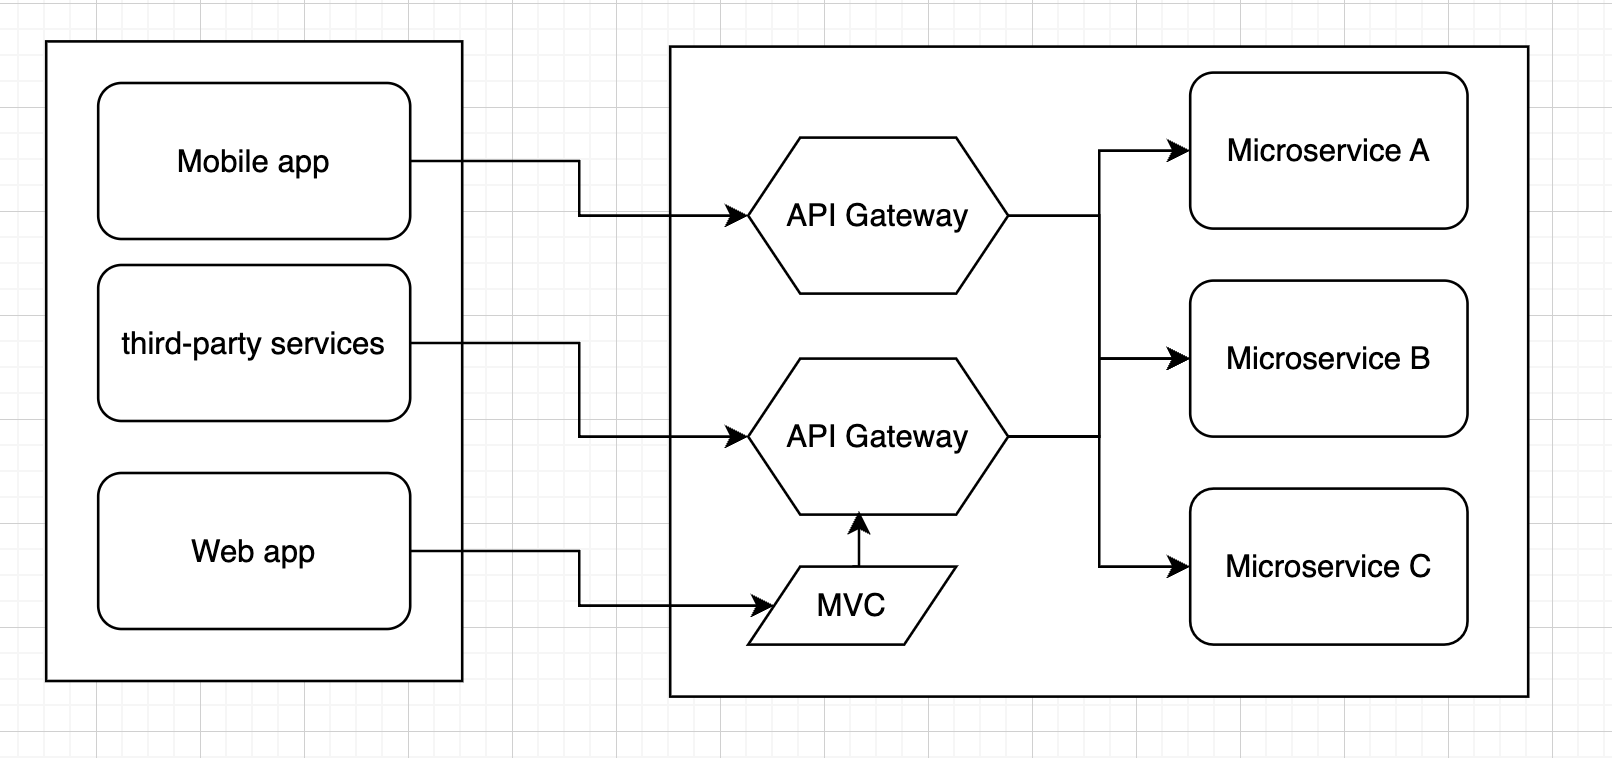 Mobile app
third-party services
Web app
API Gateway
API Gateway
MVC
Microservice A
Microservice B
Microservice C